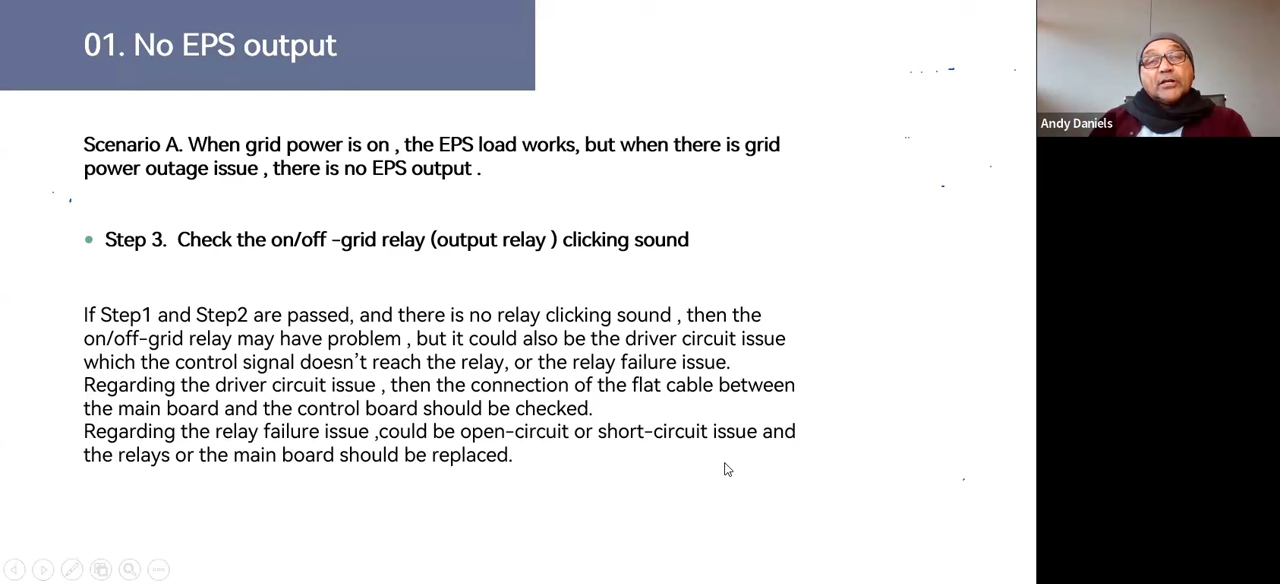 01. No EPS output
Andy Daniels
Scenario A. When grid power is on , the EPS load works, but when there is grid
power outage issue , there is no EPS output .
• Step 3.  Check the on/off -grid relay (output relay ) clicking sound
If Step1 and Step2 are passed, and there is no relay clicking sound , then the
on/off-grid relay may have problem , but it could also be the driver circuit issue
which the control signal doesn’t reach the relay, or the relay failure issue.
Regarding the driver circuit issue , then the connection of the flat cable between
the main board and the control board should be checked.
Regarding the relay failure issue ,could be open-circuit or short-circuit issue and
the relays or the main board should be replaced.